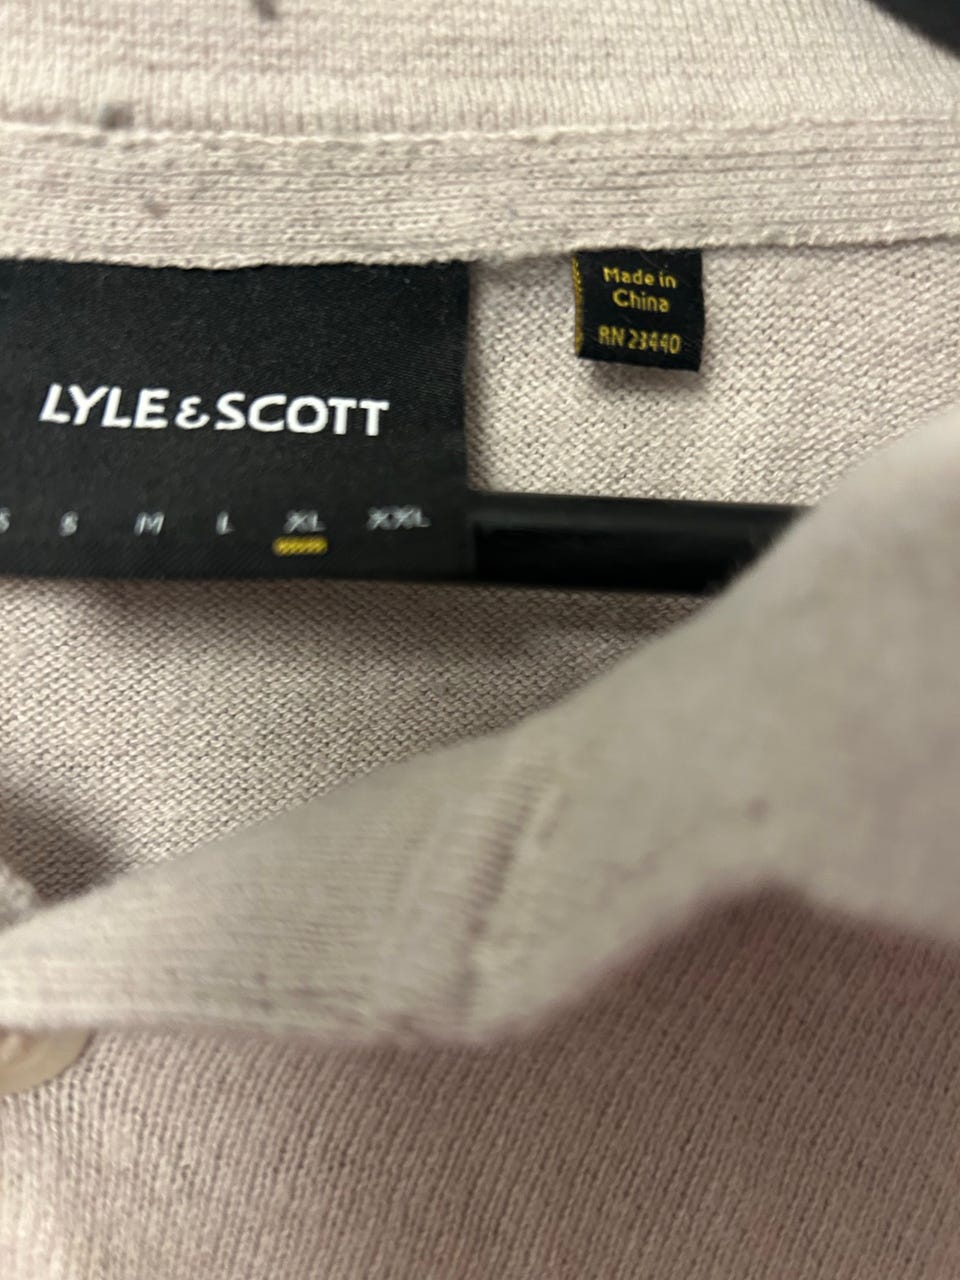 Made in
China
RN 23440
LYLE & SCOTT
S S M L XL XXL